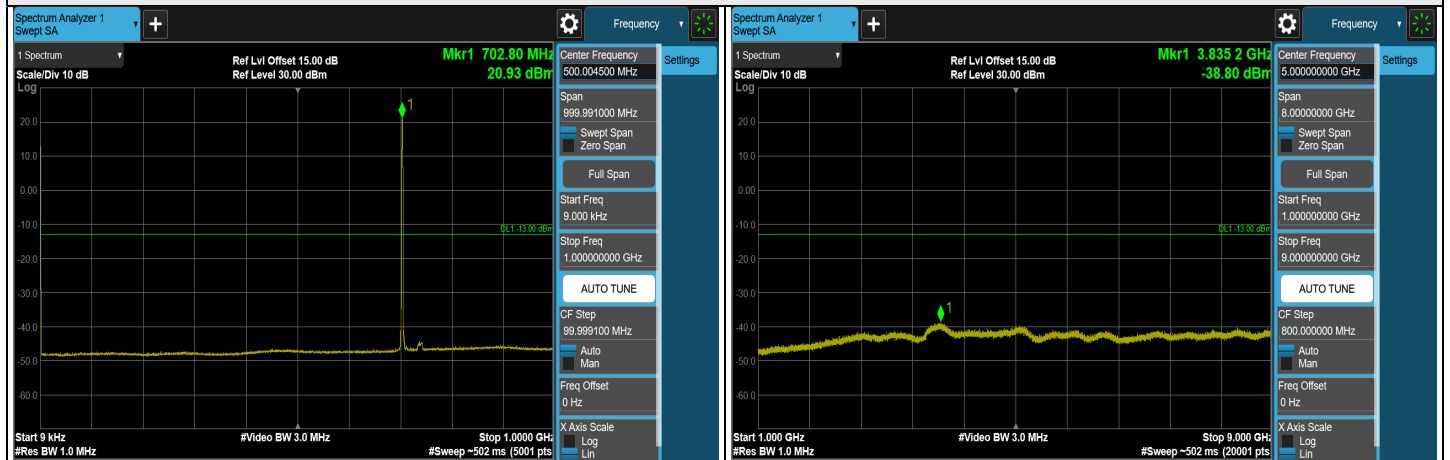 Spectrum Analyzer 1
Swept SA
+
Frequency
1 Spectrum
Ref Lvl Offset 15.00 dB
Mkr1 702.80 MHz
Scale/Div 10 dB
Ref Level 30.00 dBm
20.93 dBm
Log
1
20.0
10.0
0.00
-10.0
DL1 -13.00 dBm
-20.0
-30.0
-40.0
-50.0
-60.0
Start 9 kHz
#Video BW 3.0 MHz
Stop 1.0000 GHz
#Res BW 1.0 MHz
#Sweep ~502 ms (5001 pts
Center Frequency
500.004500 MHz
Settings
Span
999.991000 MHz
Swept Span
Zero Span
Full Span
Start Freq
9.000 kHz
Stop Freq
1.000000000 GHz
AUTO TUNE
CF Step
99.999100 MHz
Auto
Man
Freq Offset
0 Hz
X Axis Scale
Log
Lin
Spectrum Analyzer 1
Swept SA
+
Frequency
1 Spectrum
Ref Lvl Offset 15.00 dB
Mkr1 3.835 2 GHz
Scale/Div 10 dB
Ref Level 30.00 dBm
-38.80 dBm
Log
20.0
10.0
0.00
-10.0
DL1 -13.00 dBm
-20.0
-30.0
1
-40.0
-50.0
-60.0
Start 1.000 GHz
#Video BW 3.0 MHz
Stop 9.000 GHz
#Res BW 1.0 MHz
#Sweep ~502 ms (20001 pts
Center Frequency
5.000000000 GHz
Settings
Span
8.00000000 GHz
Swept Span
Zero Span
Full Span
Start Freq
1.000000000 GHz
Stop Freq
9.000000000 GHz
AUTO TUNE
CF Step
800.000000 MHz
Auto
Man
Freq Offset
0 Hz
X Axis Scale
Log
Lin